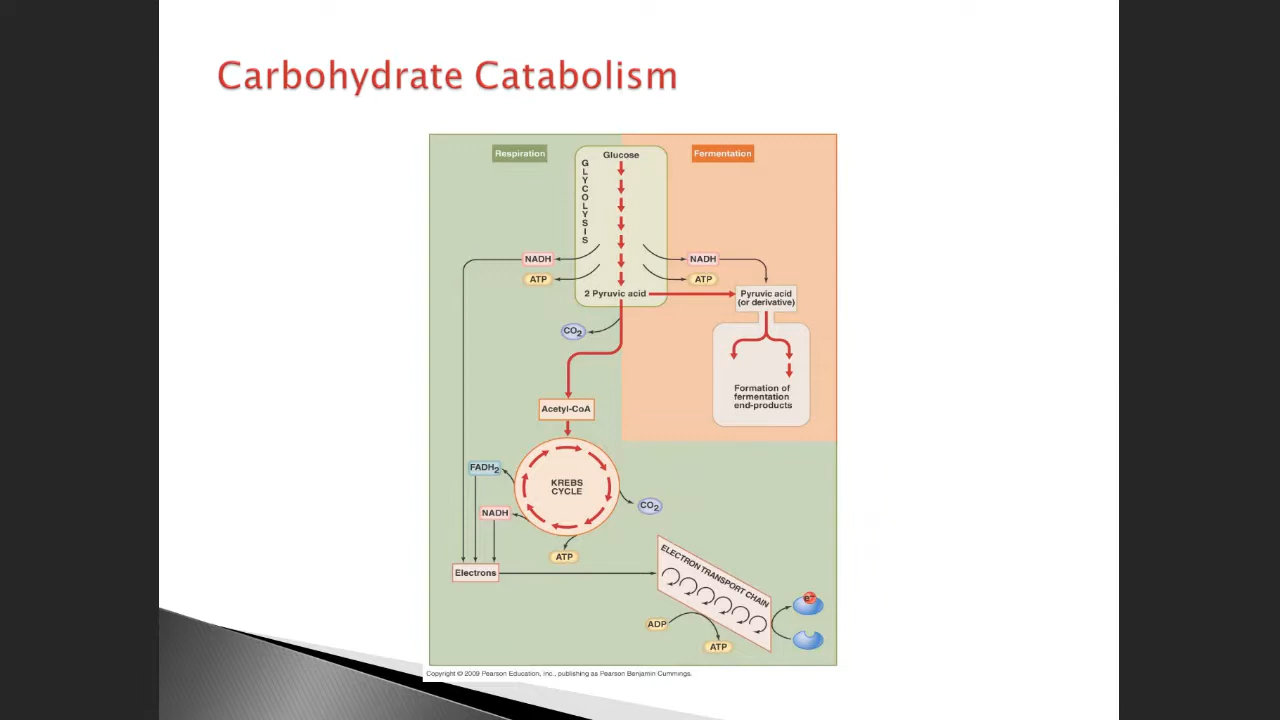 Carbohydrate Catabolism
Respiration
Glucose
Fermentation
GLYCOLYSIS
NADH
NADH
ATP
ATP
2 Pyruvic acid
Pyruvic acid
(or derivative)
CO2
Formation of
fermentation
end-products
Acetyl-CoA
FADH2
KREBS
CYCLE
CO2
NADH
ATP
Electrons
ELECTRON TRANSPORT CHAIN
e-
ADP
ATP
Copyright © 2009 Pearson Education, Inc., publishing as Pearson Benjamin Cummings.